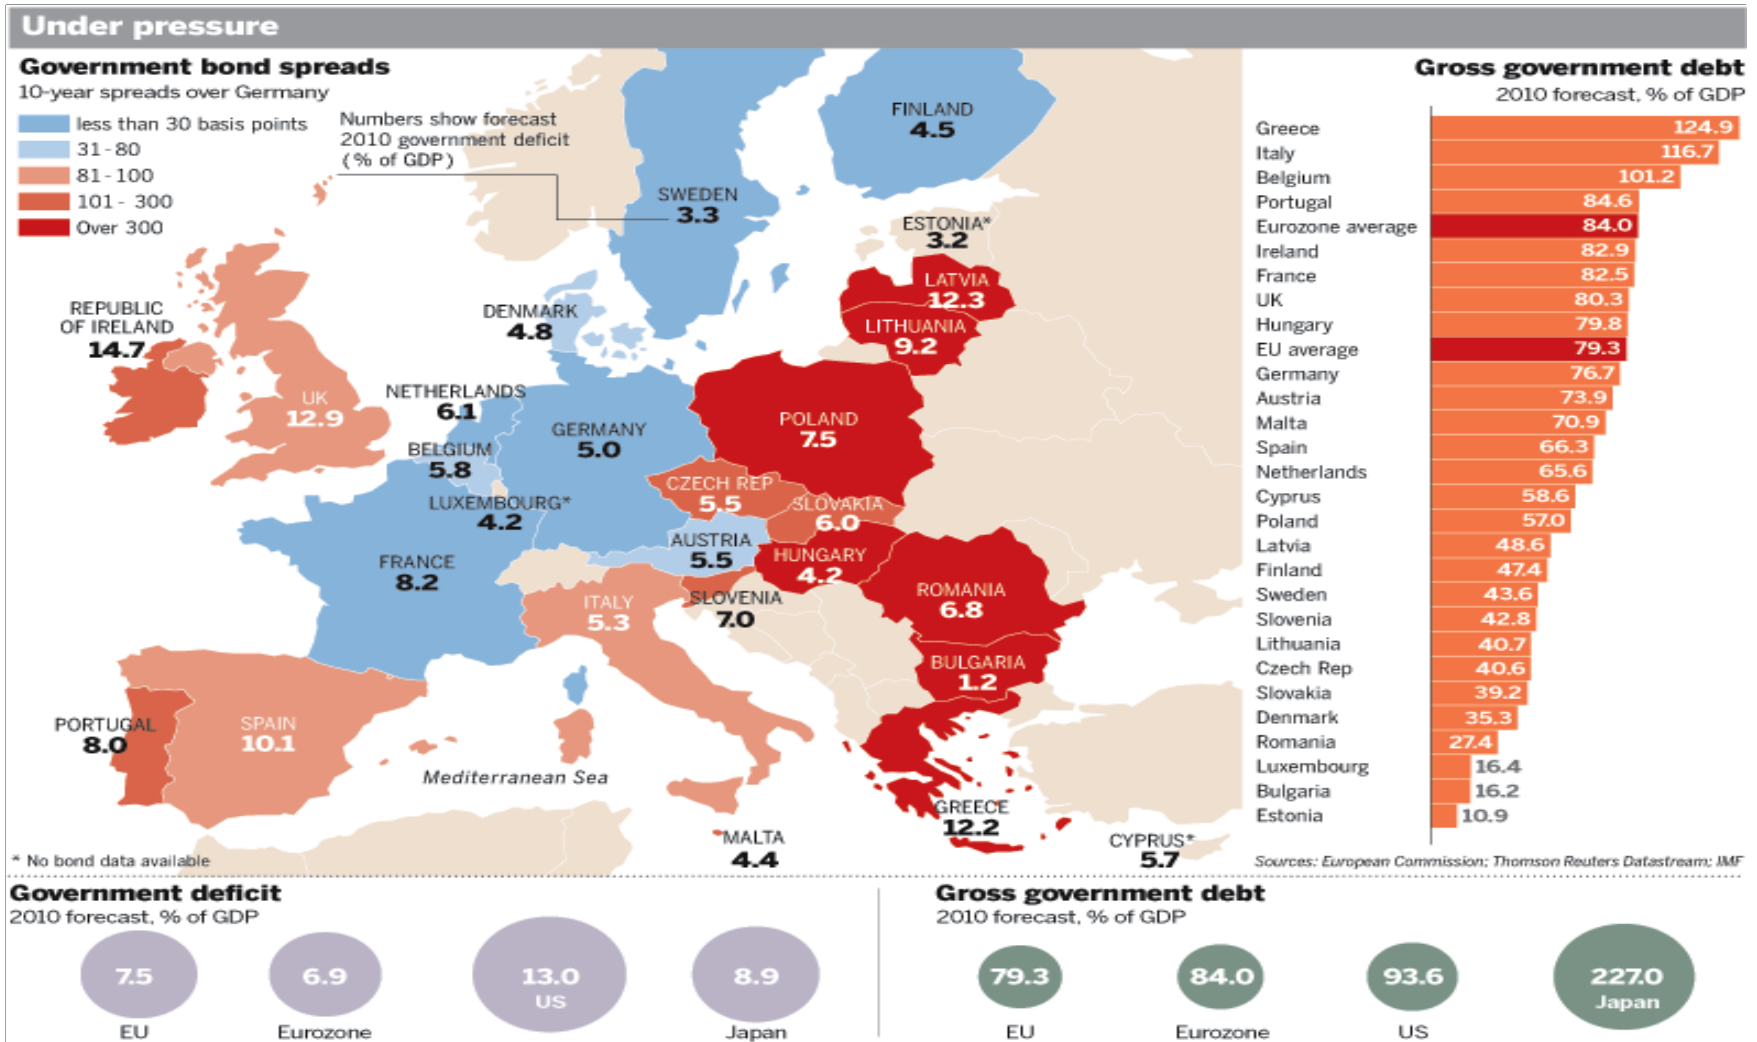 Under pressure
Government bond spreads
10-year spreads over Germany
less than 30 basis points
31-80
81-100
101- 300
Over 300
Numbers show forecast
2010 government deficit
(% of GDP)
FINLAND
4.5
SWEDEN
3.3
ESTONIA*
3.2
LATVIA
12.3
LITHUANIA
9.2
DENMARK
4.8
REPUBLIC
OF IRELAND
14.7
UK
12.9
NETHERLANDS
6.1
BELGIUM
5.8
LUXEMBOURG*
4.2
GERMANY
5.0
POLAND
7.5
CZECH REP
5.5
SLOVAKIA
6.0
AUSTRIA
5.5
HUNGARY
4.2
FRANCE
8.2
ITALY
5.3
SLOVENIA
7.0
ROMANIA
6.8
BULGARIA
1.2
PORTUGAL
8.0
SPAIN
10.1
Mediterranean Sea
GREECE
12.2
MALTA
4.4
CYPRUS*
5.7
* No bond data available
Gross government debt
2010 forecast, % of GDP
Greece 124.9
Italy 116.7
Belgium 101.2
Portugal 84.6
Eurozone average 84.0
Ireland 82.9
France 82.5
UK 80.3
Hungary 79.8
EU average 79.3
Germany 76.7
Austria 73.9
Malta 70.9
Spain 66.3
Netherlands 65.6
Cyprus 58.6
Poland 57.0
Latvia 48.6
Finland 47.4
Sweden 43.6
Slovenia 42.8
Lithuania 40.7
Czech Rep 40.6
Slovakia 39.2
Denmark 35.3
Romania 27.4
Luxembourg 16.4
Bulgaria 16.2
Estonia 10.9
Sources: European Commission; Thomson Reuters Datastream; IMF
Government deficit
2010 forecast, % of GDP
7.5
EU
6.9
Eurozone
13.0
US
8.9
Japan
Gross government debt
2010 forecast, % of GDP
79.3
EU
84.0
Eurozone
93.6
US
227.0
Japan